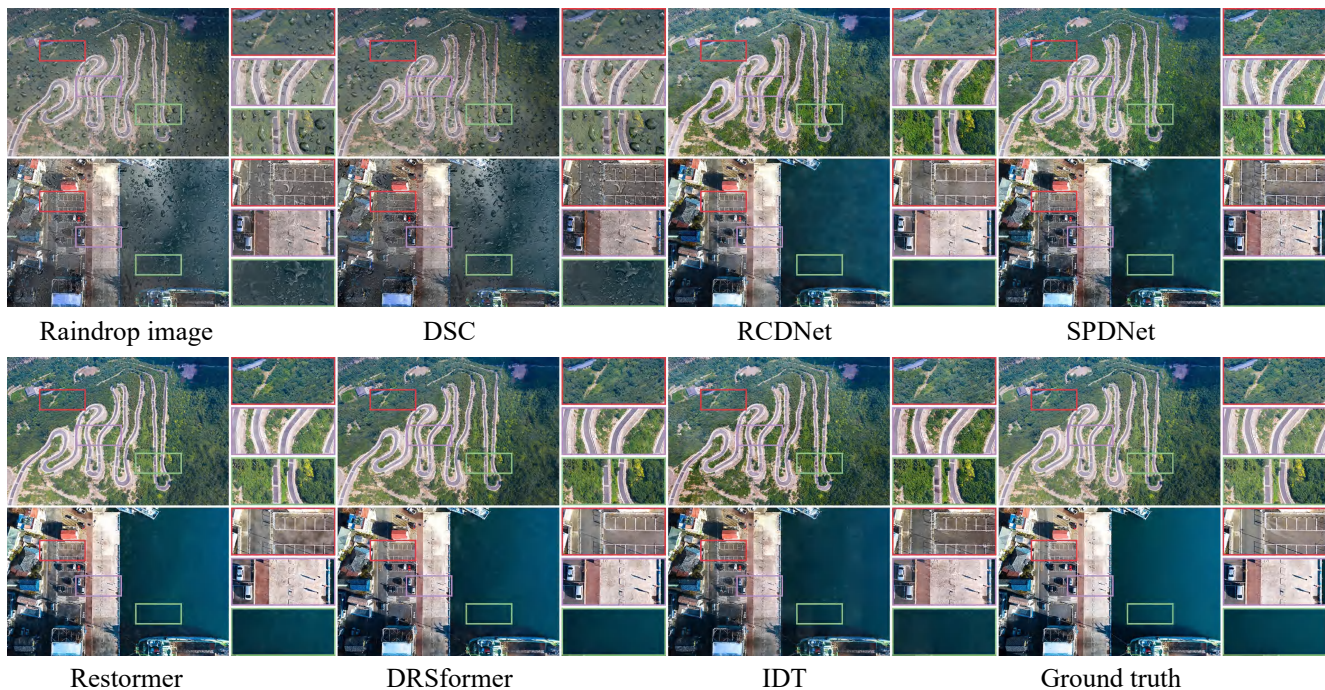 Raindrop image
DSC
RCDNet
SPDNet
Restormer
DRSformer
IDT
Ground truth